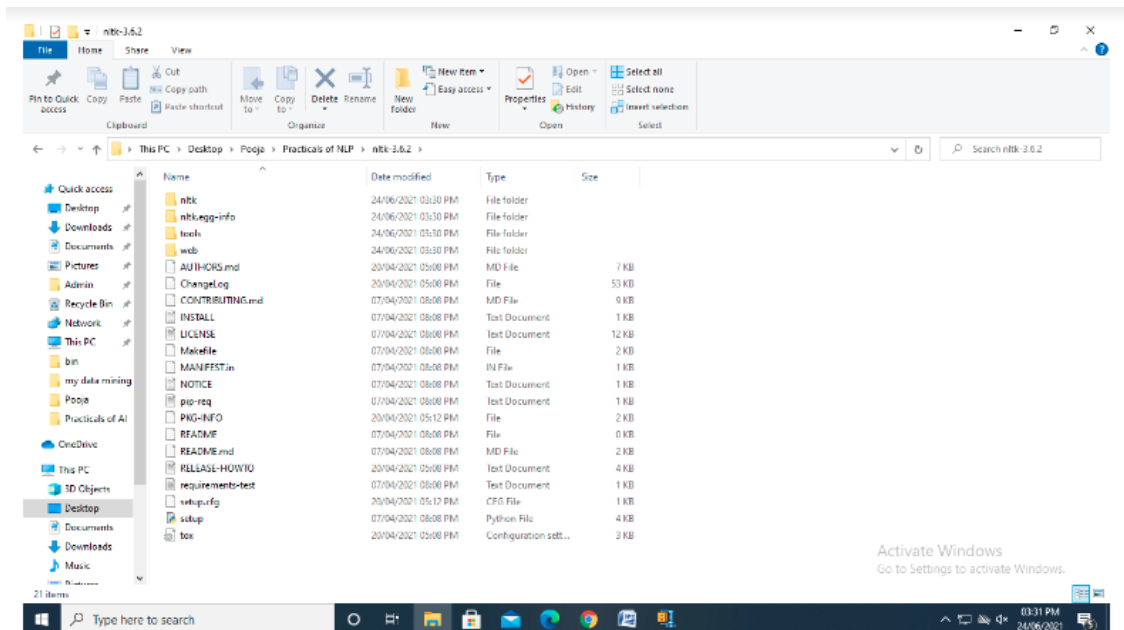 nltk-3.6.2
File Home Share View
Pin to Quick access
Copy
Paste
Cut
Copy path
Paste shortcut
Clipboard
Move to
Copy to
Delete
Rename
Organize
New folder
New item
Easy access
New
Properties
Open
Edit
History
Open
Select all
Select none
Invert selection
Select
This PC > Desktop > Pooja > Practicals of NLP > nltk-3.6.2 >
Search nltk-3.6.2
Quick access
Desktop
Downloads
Documents
Pictures
Admin
Recycle Bin
Network
This PC
bin
my data mining
Pooja
Practicals of AI
OneDrive
This PC
3D Objects
Desktop
Documents
Downloads
Music
Name Date modified Type Size
nltk 24/06/2021 03:30 PM File folder
nltk.egg-info 24/06/2021 03:30 PM File folder
tools 24/06/2021 03:30 PM File folder
web 24/06/2021 03:30 PM File folder
AUTHORS.md 20/04/2021 05:08 PM MD File 7 KB
ChangeLog 20/04/2021 05:08 PM File 53 KB
CONTRIBUTING.md 07/04/2021 08:08 PM MD File 9 KB
INSTALL 07/04/2021 08:08 PM Text Document 1 KB
LICENSE 07/04/2021 08:08 PM Text Document 12 KB
Makefile 07/04/2021 08:08 PM File 2 KB
MANIFEST.in 07/04/2021 08:08 PM IN File 1 KB
NOTICE 07/04/2021 08:08 PM Text Document 1 KB
pip-req 07/04/2021 08:08 PM Text Document 1 KB
PKG-INFO 20/04/2021 05:12 PM File 2 KB
README 07/04/2021 08:08 PM File 0 KB
README.md 07/04/2021 08:08 PM MD File 2 KB
RELEASE-HOWTO 20/04/2021 05:08 PM Text Document 4 KB
requirements-test 07/04/2021 08:08 PM Text Document 1 KB
setup.cfg 20/04/2021 05:12 PM CFG File 1 KB
setup 07/04/2021 08:08 PM Python File 4 KB
tox 20/04/2021 05:08 PM Configuration sett... 3 KB
Activate Windows
Go to Settings to activate Windows.
21 items
Type here to search
03:31 PM
24/06/2021